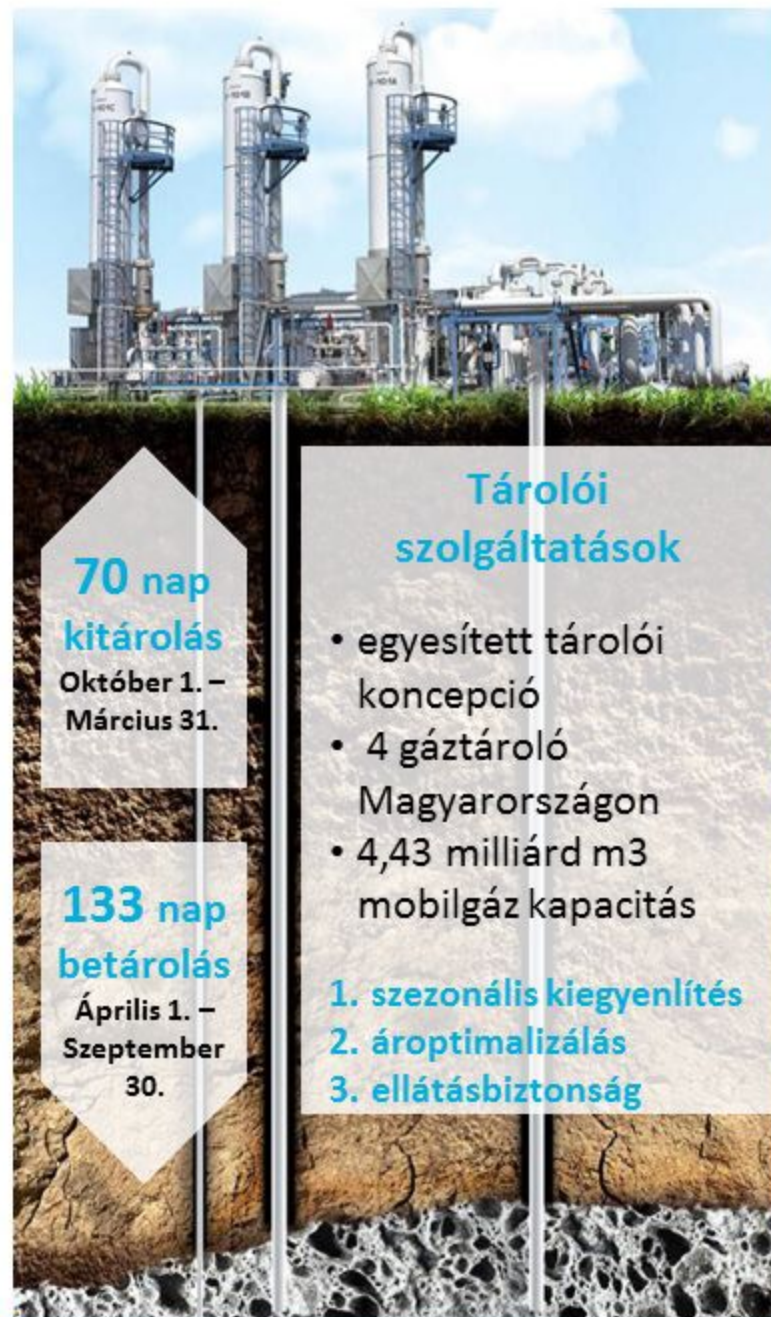 70 nap
kitárolás
Október 1. –
Március 31.
133 nap
betárolás
Április 1. –
Szeptember
30.
Tárolói
szolgáltatások
• egyesített tárolói
koncepció
• 4 gáztároló
Magyarországon
• 4,43 milliárd m3
mobilgáz kapacitás
1. szezonális kiegyenlítés
2.ároptimalizálás
3. ellátásbiztonság